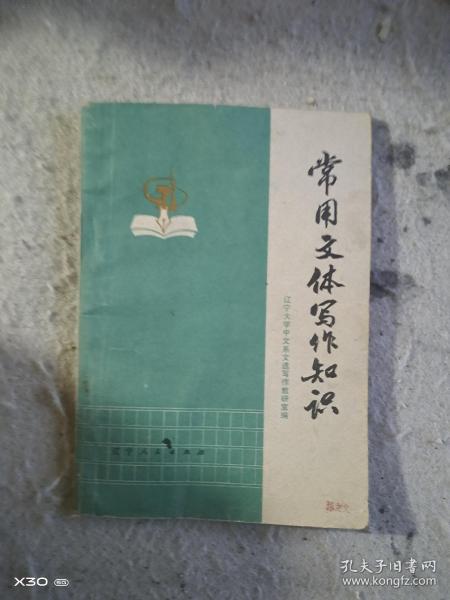 常用文体写作知识
辽宁大学中文系文选写作教研室编
辽宁人民出版社
X30
孔夫子旧书网
www.kongfz.com